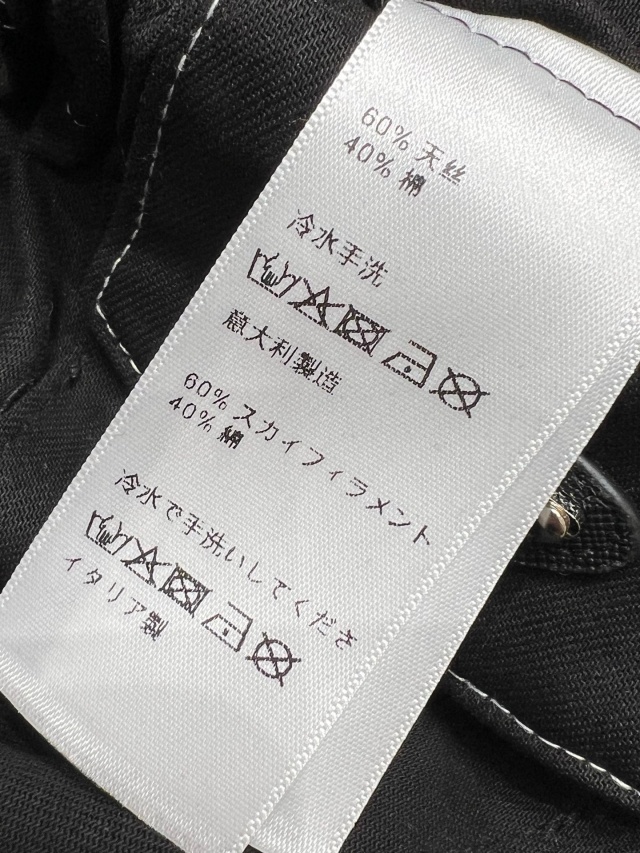 60% 天丝
40% 棉
冷水手洗
意大利製造
60% スカイフィラメント
40% 綿
冷水で手洗いしてくださ
イタリア製